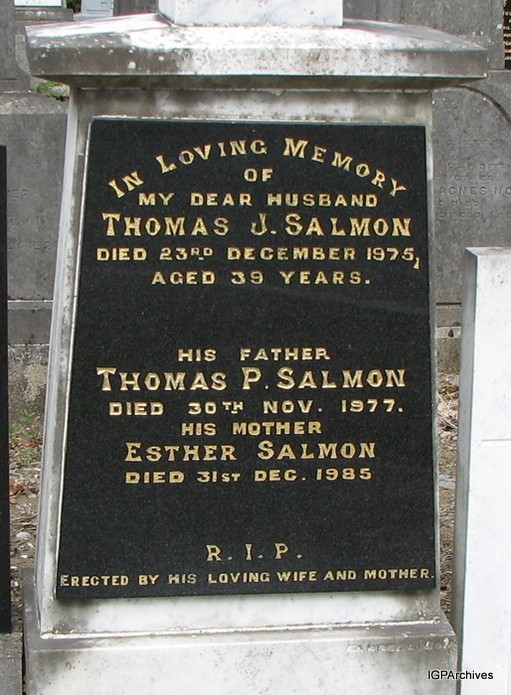 IN LOVING MEMORY
OF
MY DEAR HUSBAND
THOMAS J. SALMON
DIED 23RD DECEMBER 1975,
AGED 39 YEARS.
HIS FATHER
THOMAS P. SALMON
DIED 30TH NOV. 1977.
HIS MOTHER
ESTHER SALMON
DIED 31ST DEC. 1985
R.I.P.
ERECTED BY HIS LOVING WIFE AND MOTHER.
AGNES
IGPArchives